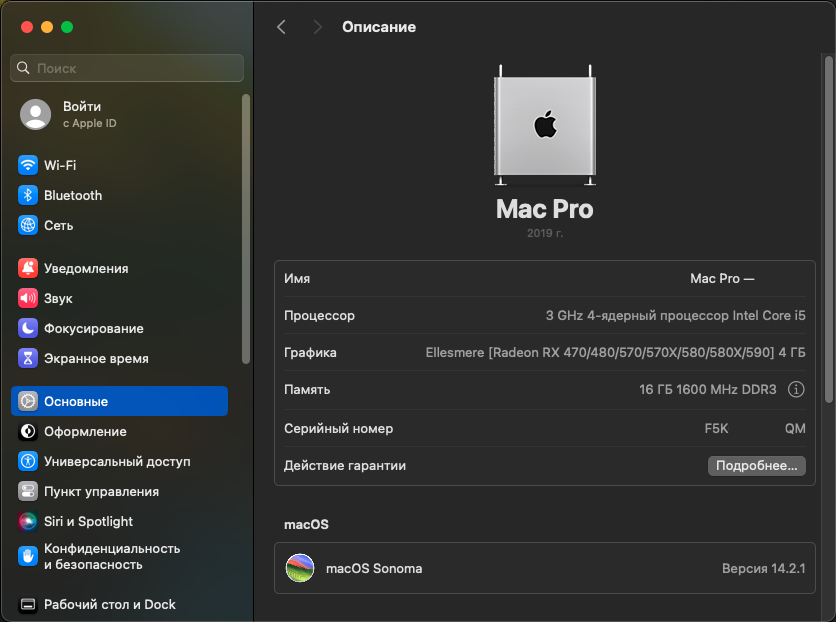 Описание
Поиск
Войти
с Apple ID
Wi-Fi
Bluetooth
Сеть
Уведомления
Звук
Фокусирование
Экранное время
Основные
Оформление
Универсальный доступ
Пункт управления
Siri и Spotlight
Конфиденциальность
и безопасность
Рабочий стол и Dock
Mac Pro
2019 г.
Имя Mac Pro —
Процессор 3 GHz 4-ядерный процессор Intel Core i5
Графика Ellesmere [Radeon RX 470/480/570/570X/580/580X/590] 4 ГБ
Память 16 ГБ 1600 MHz DDR3
Серийный номер F5K QM
Действие гарантии Подробнее...
macOS
macOS Sonoma Версия 14.2.1